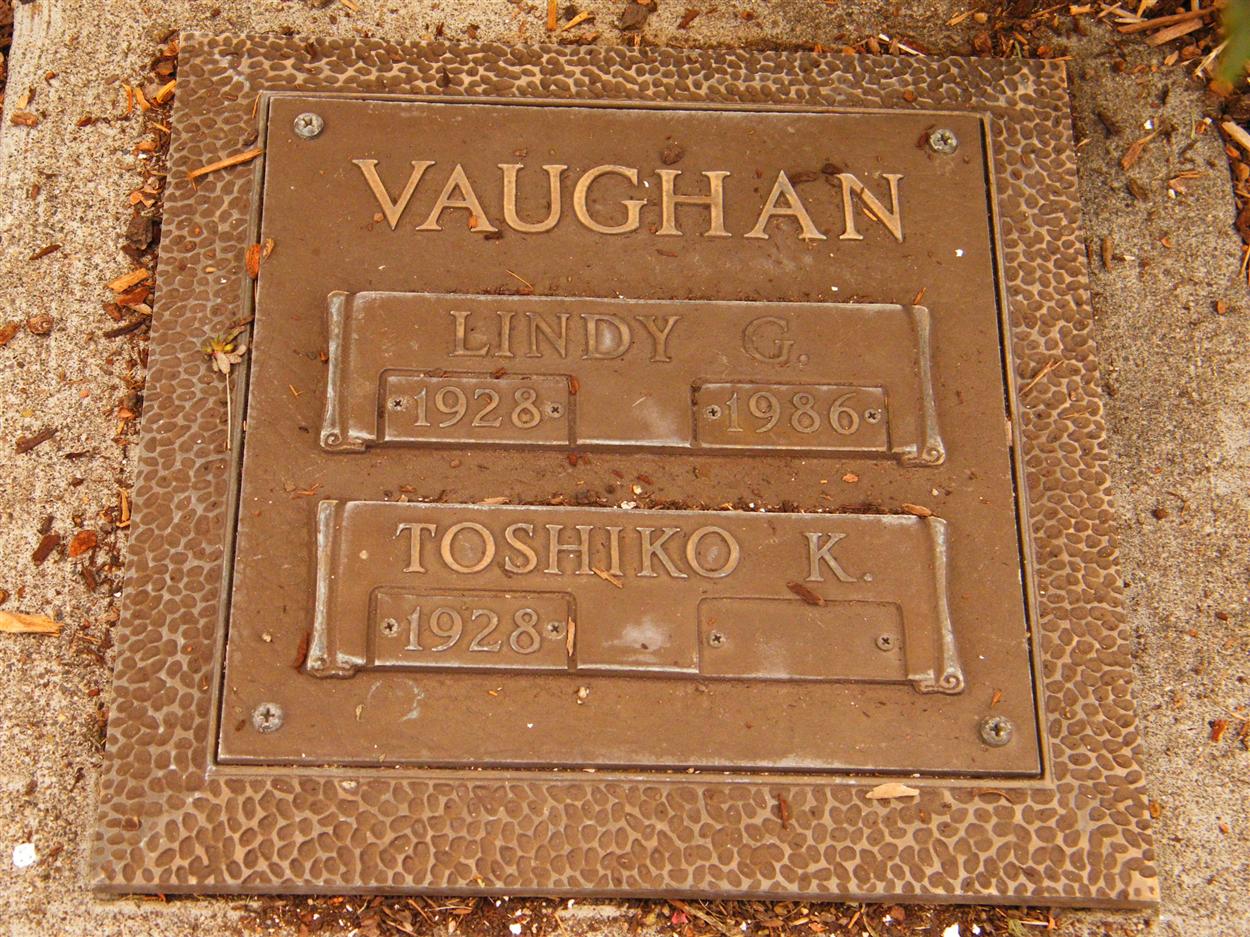 VAUGHAN
LINDY G.
1928 1986
TOSHIKO K.
1928